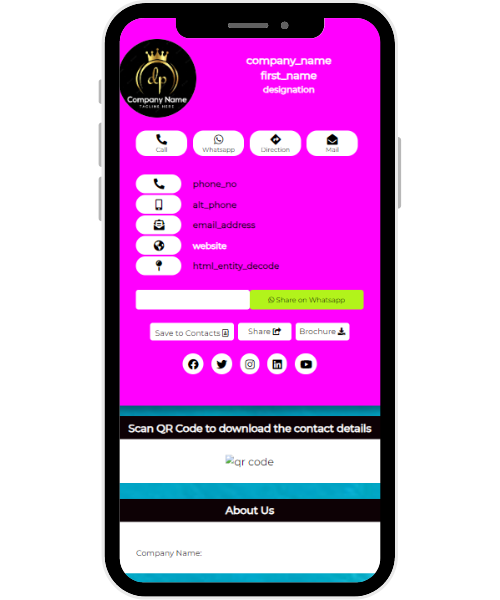 dp
Company Name
TAGLINE HERE
company_name
first_name
designation
Call Whatsapp Direction Mail
phone_no
alt_phone
email_address
website
html_entity_decode
Share on Whatsapp
Save to Contacts Share Brochure
Scan QR Code to download the contact details
qr code
About Us
Company Name: